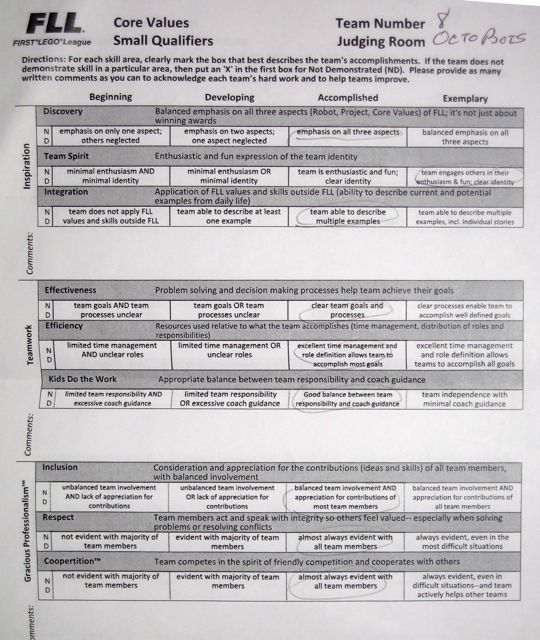 FLL.
FIRST LEGO League
Core Values
Small Qualifiers
Team Number 8
Judging Room OCTOBOTS
Directions: For each skill area, clearly mark the box that best describes the team's accomplishments. If the team does not
demonstrate skill in a particular area, then put an 'X' in the first box for Not Demonstrated (ND). Please provide as many
written comments as you can to acknowledge each team's hard work and to help teams improve.
Beginning Developing Accomplished Exemplary
Inspiration
Discovery Balanced emphasis on all three aspects (Robot, Project, Core Values) of FLL; it's not just about
winning awards
N emphasis on only one aspect; emphasis on two aspects; emphasis on all three aspects balanced emphasis on all
D others neglected one aspect neglected three aspects
Team Spirit Enthusiastic and fun expression of the team identity
N minimal enthusiasm AND minimal enthusiasm OR team is enthusiastic and fun; team engages others in their
D minimal identity minimal identity clear identity enthusiasm & fun; clear identity
Integration Application of FLL values and skills outside FLL (ability to describe current and potential
examples from daily life)
N team does not apply FLL team able to describe at least team able to describe team able to describe multiple
D values and skills outside FLL one example multiple examples examples, incl. individual stories
Comments:
Teamwork
Effectiveness Problem solving and decision making processes help team achieve their goals
N team goals AND team team goals OR team clear team goals and clear processes enable team to
D processes unclear processes unclear processes accomplish well defined goals
Efficiency Resources used relative to what the team accomplishes (time management, distribution of roles and
responsibilities)
N limited time management limited time management OR excellent time management and excellent time management
D AND unclear roles unclear roles role definition allows team to and role definition allows
accomplish most goals teams to accomplish all goals
Kids Do the Work Appropriate balance between team responsibility and coach guidance
N limited team responsibility AND limited team responsibility Good balance between team team independence with
D excessive coach guidance OR excessive coach guidance responsibility and coach guidance minimal coach guidance
Comments:
Gracious Professionalism™
Inclusion Consideration and appreciation for the contributions (ideas and skills) of all team members,
with balanced involvement
N unbalanced team involvement unbalanced team involvement balanced team involvement AND balanced team involvement AND
D AND lack of appreciation for OR lack of appreciation for appreciation for contributions of appreciation for contributions of
contributions contributions most team members all team members
Respect Team members act and speak with integrity so others feel valued-- especially when solving
problems or resolving conflicts
N not evident with majority of evident with majority of team almost always evident with always evident, even in the
D team members members all team members most difficult situations
Coopertition™ Team competes in the spirit of friendly competition and cooperates with others
N not evident with majority of evident with majority of almost always evident with always evident, even in
D team members team members all team members difficult situations--and team
actively helps other teams